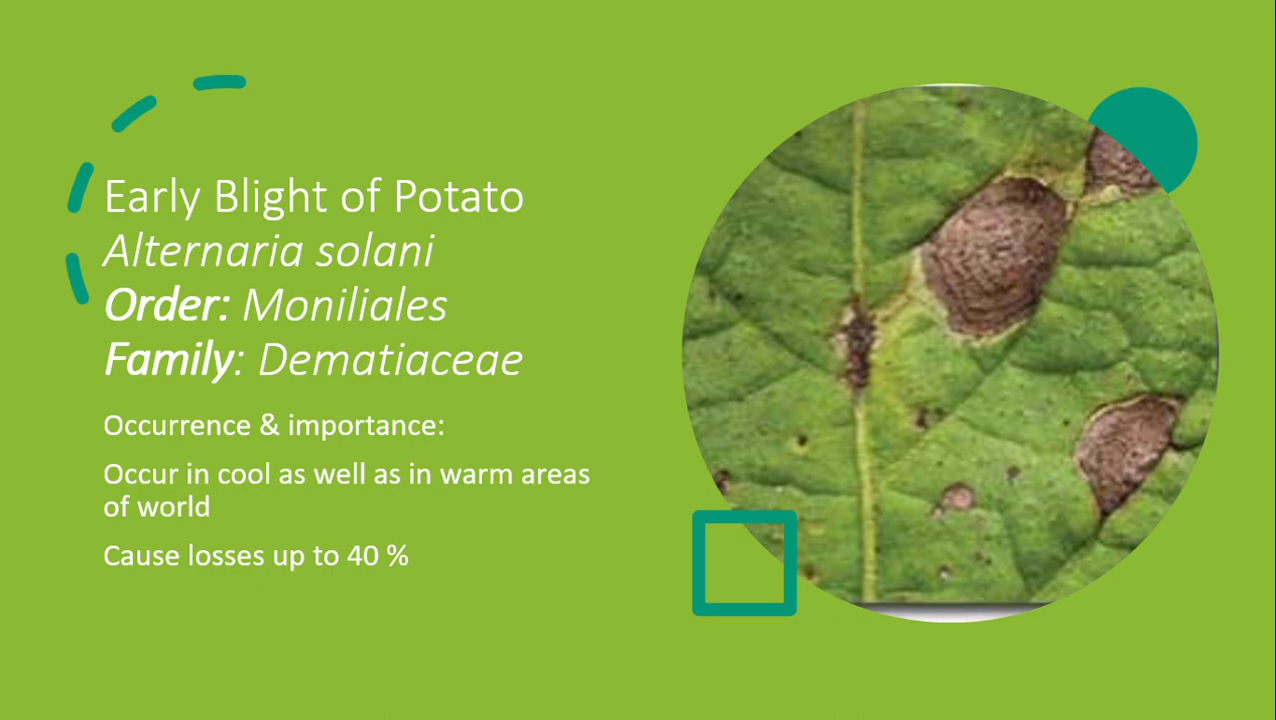 Early Blight of Potato
Alternaria solani
Order: Moniliales
Family: Dematiaceae
Occurrence & importance:
Occur in cool as well as in warm areas
of world
Cause losses up to 40 %